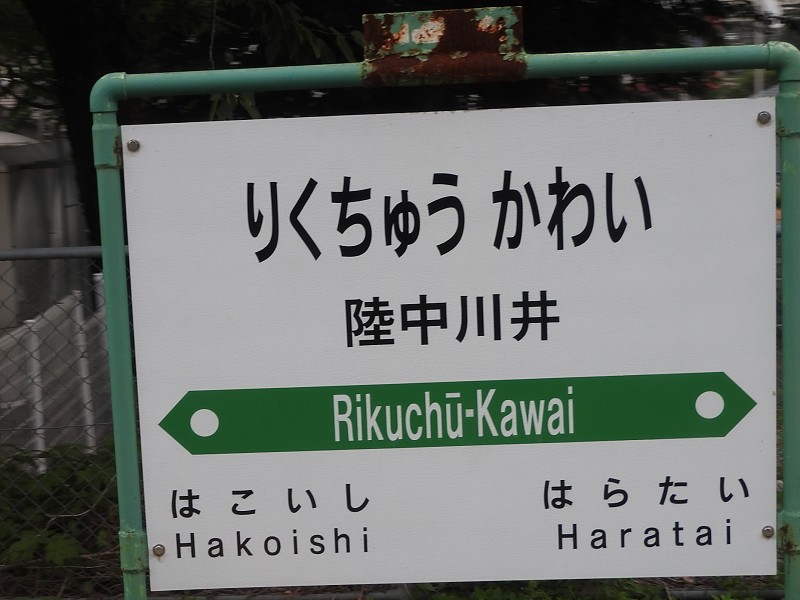 りくちゅう かわい
陸中川井
Rikuchū-Kawai
はこいし はらたい
Hakoishi Haratai